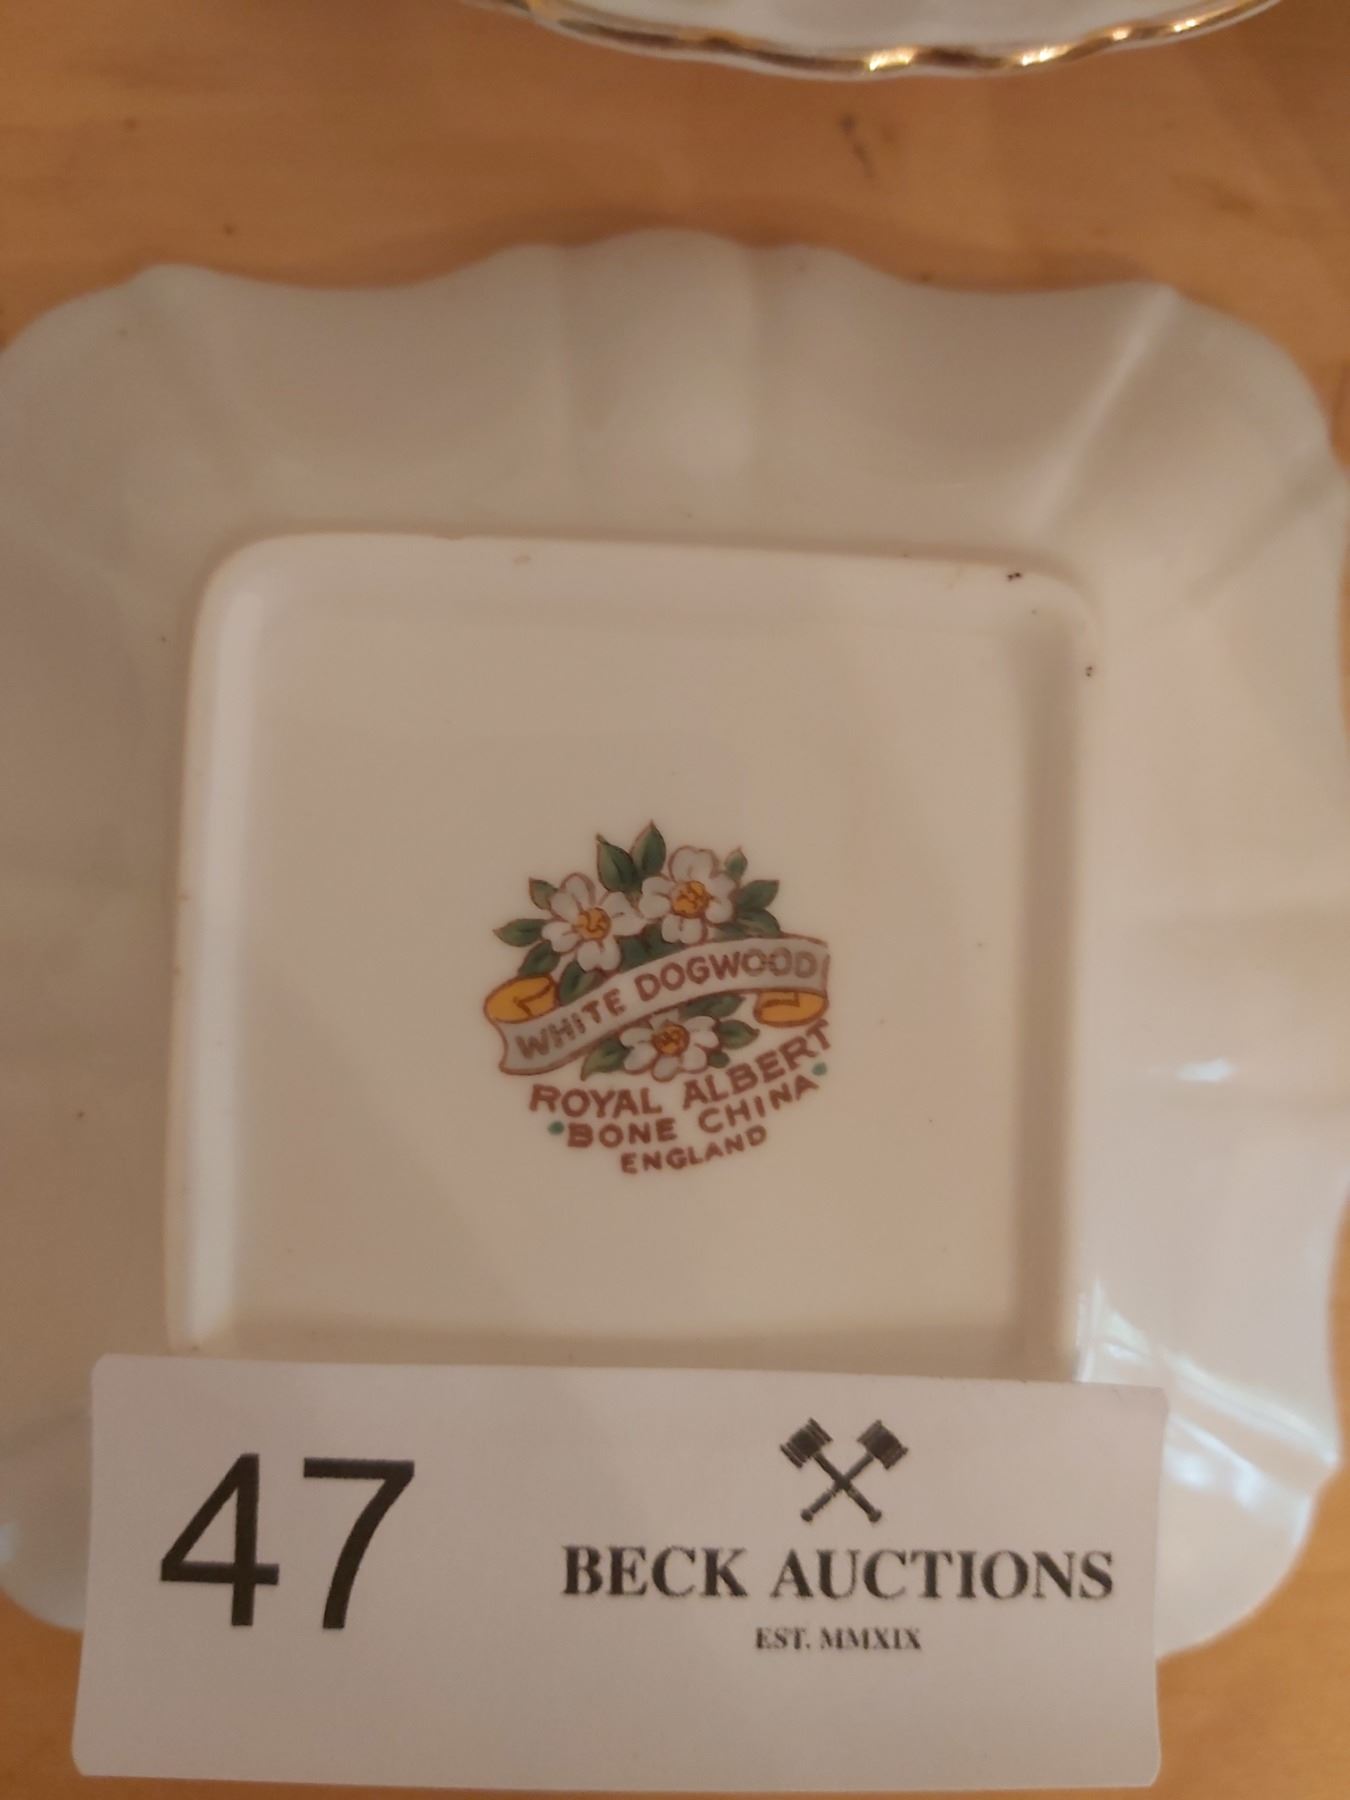 WHITE DOGWOOD
ROYAL ALBERT
BONE CHINA
ENGLAND
47
BECK AUCTIONS
EST. MMXIX